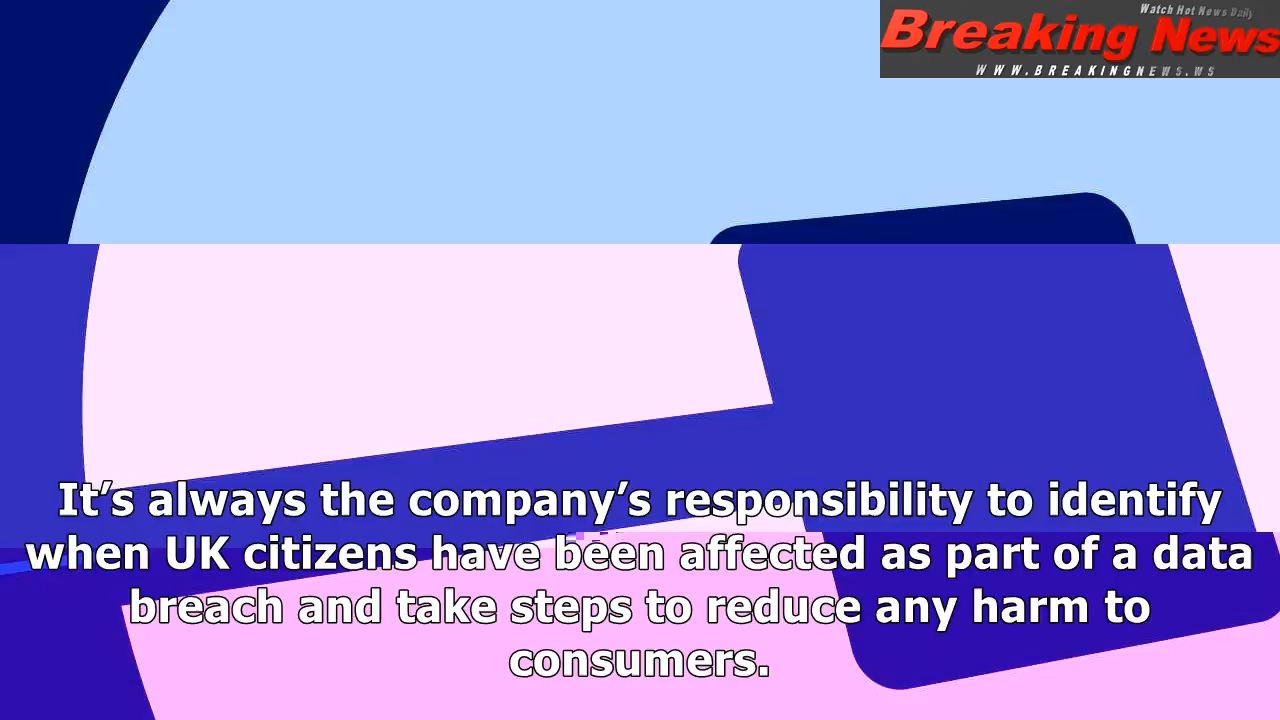 Watch Hot News Daily
Breaking News
WWW.BREAKINGNEWS.WS
It’s always the company’s responsibility to identify
when UK citizens have been affected as part of a data
breach and take steps to reduce any harm to
consumers.